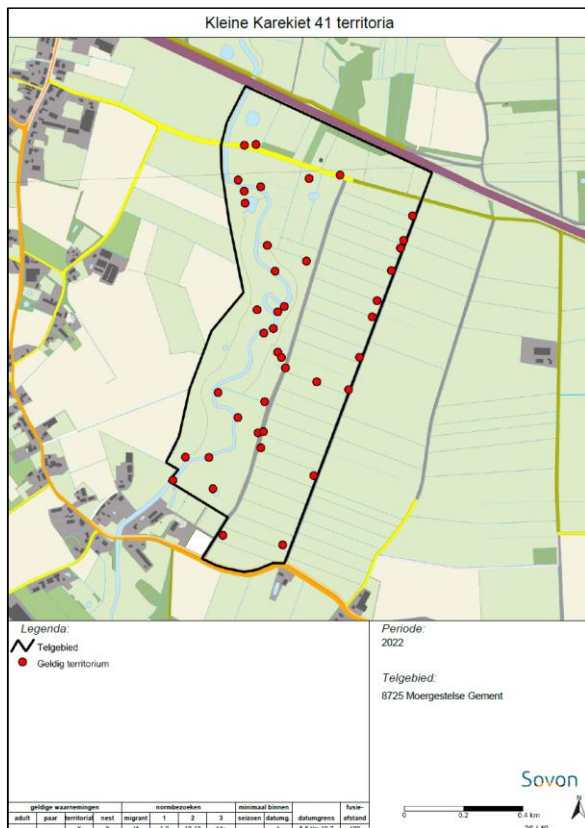 Kleine Karekiet 41 territoria
Legenda:
Telgebied
Geldig territorium
Periode:
2022
Telgebied:
8725 Moergestelse Gement
Sovon
0 0.2 0.4 km
geldige waarnemingen normbezoeken minimaal binnen fusie-
adult paar territorial nest migrant 1 2 3 seizoen datumg. datumgrens afstand